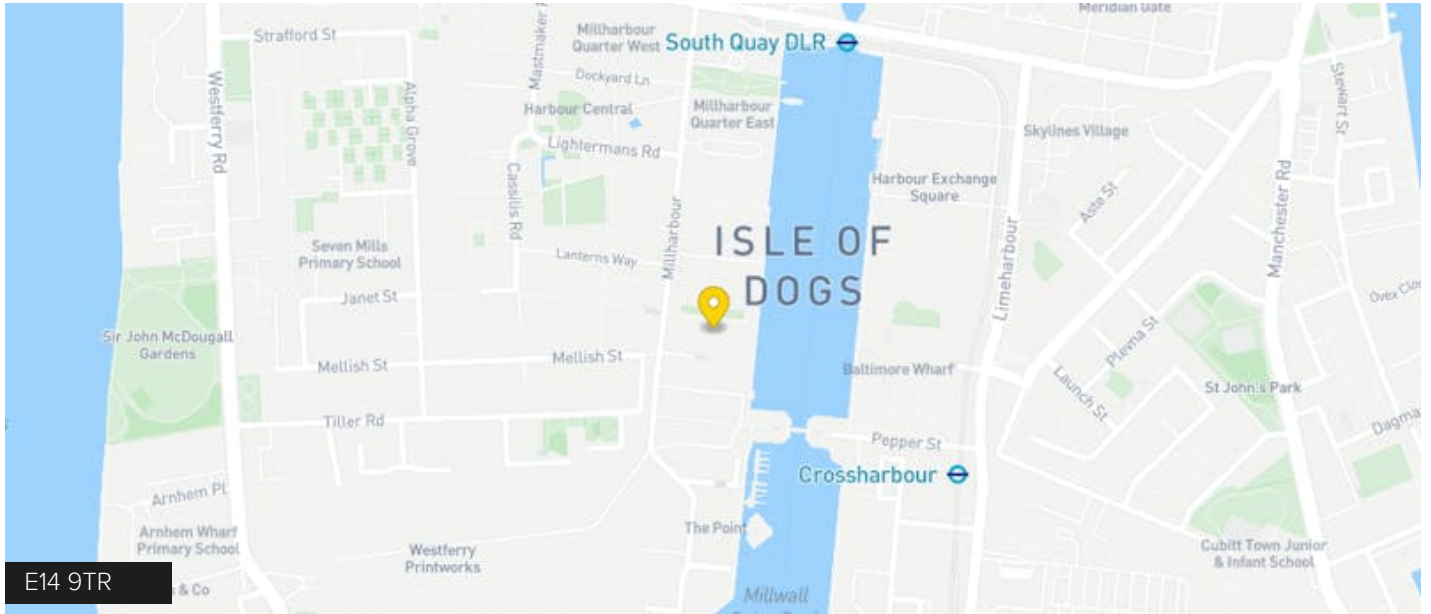 Meridian Gate
Strafford St
Millharbour
Quarter West
South Quay DLR
Mastmaker
Westferry Rd
Dockyard Ln
Stewart St
Alpha Grove
Harbour Central
Millharbour
Quarter East
Skylines Village
Lightermans Rd
Cassilis Rd
Harbour Exchange
Square
Aste St
Manchester Rd
Millharbour
ISLE OF
DOGS
Limeharbour
Seven Mills
Primary School
Lanterns Way
Janet St
Ovex Clo
Sir John McDougall
Gardens
Plevna St
Mellish St
Mellish St
Baltimore Wharf
Launch St
St John's Park
Tiller Rd
Dagma
Pepper St
Crossharbour
Arnhem Pl
Arnhem Wharf
Primary School
The Point
Westferry
Printworks
Cubitt Town Junior
& Infant School
E14 9TR
& Co
Millwall